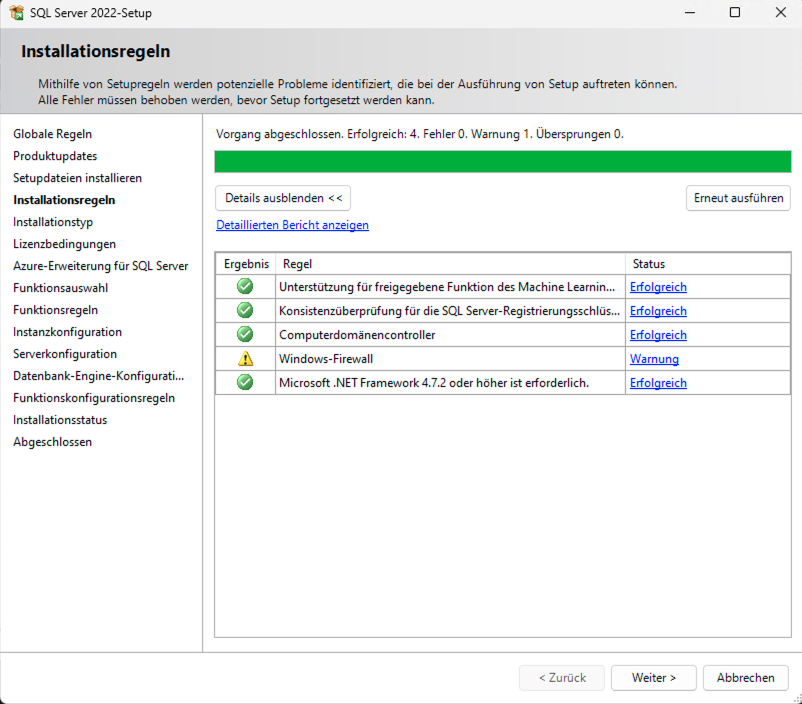 SQL Server 2022-Setup
Installationsregeln
Mithilfe von Setupregeln werden potenzielle Probleme identifiziert, die bei der Ausführung von Setup auftreten können.
Alle Fehler müssen behoben werden, bevor Setup fortgesetzt werden kann.
Globale Regeln
Produktupdates
Setupdateien installieren
Installationsregeln
Installationstyp
Lizenzbedingungen
Azure-Erweiterung für SQL Server
Funktionsauswahl
Funktionsregeln
Instanzkonfiguration
Serverkonfiguration
Datenbank-Engine-Konfigurati...
Funktionskonfigurationsregeln
Installationsstatus
Abgeschlossen
Vorgang abgeschlossen. Erfolgreich: 4. Fehler 0. Warnung 1. Übersprungen 0.
Details ausblenden << Erneut ausführen
Detaillierten Bericht anzeigen
Ergebnis Regel Status
Unterstützung für freigegebene Funktion des Machine Learnin... Erfolgreich
Konsistenzüberprüfung für die SQL Server-Registrierungsschlüs... Erfolgreich
Computerdomänencontroller Erfolgreich
Windows-Firewall Warnung
Microsoft .NET Framework 4.7.2 oder höher ist erforderlich. Erfolgreich
< Zurück Weiter > Abbrechen